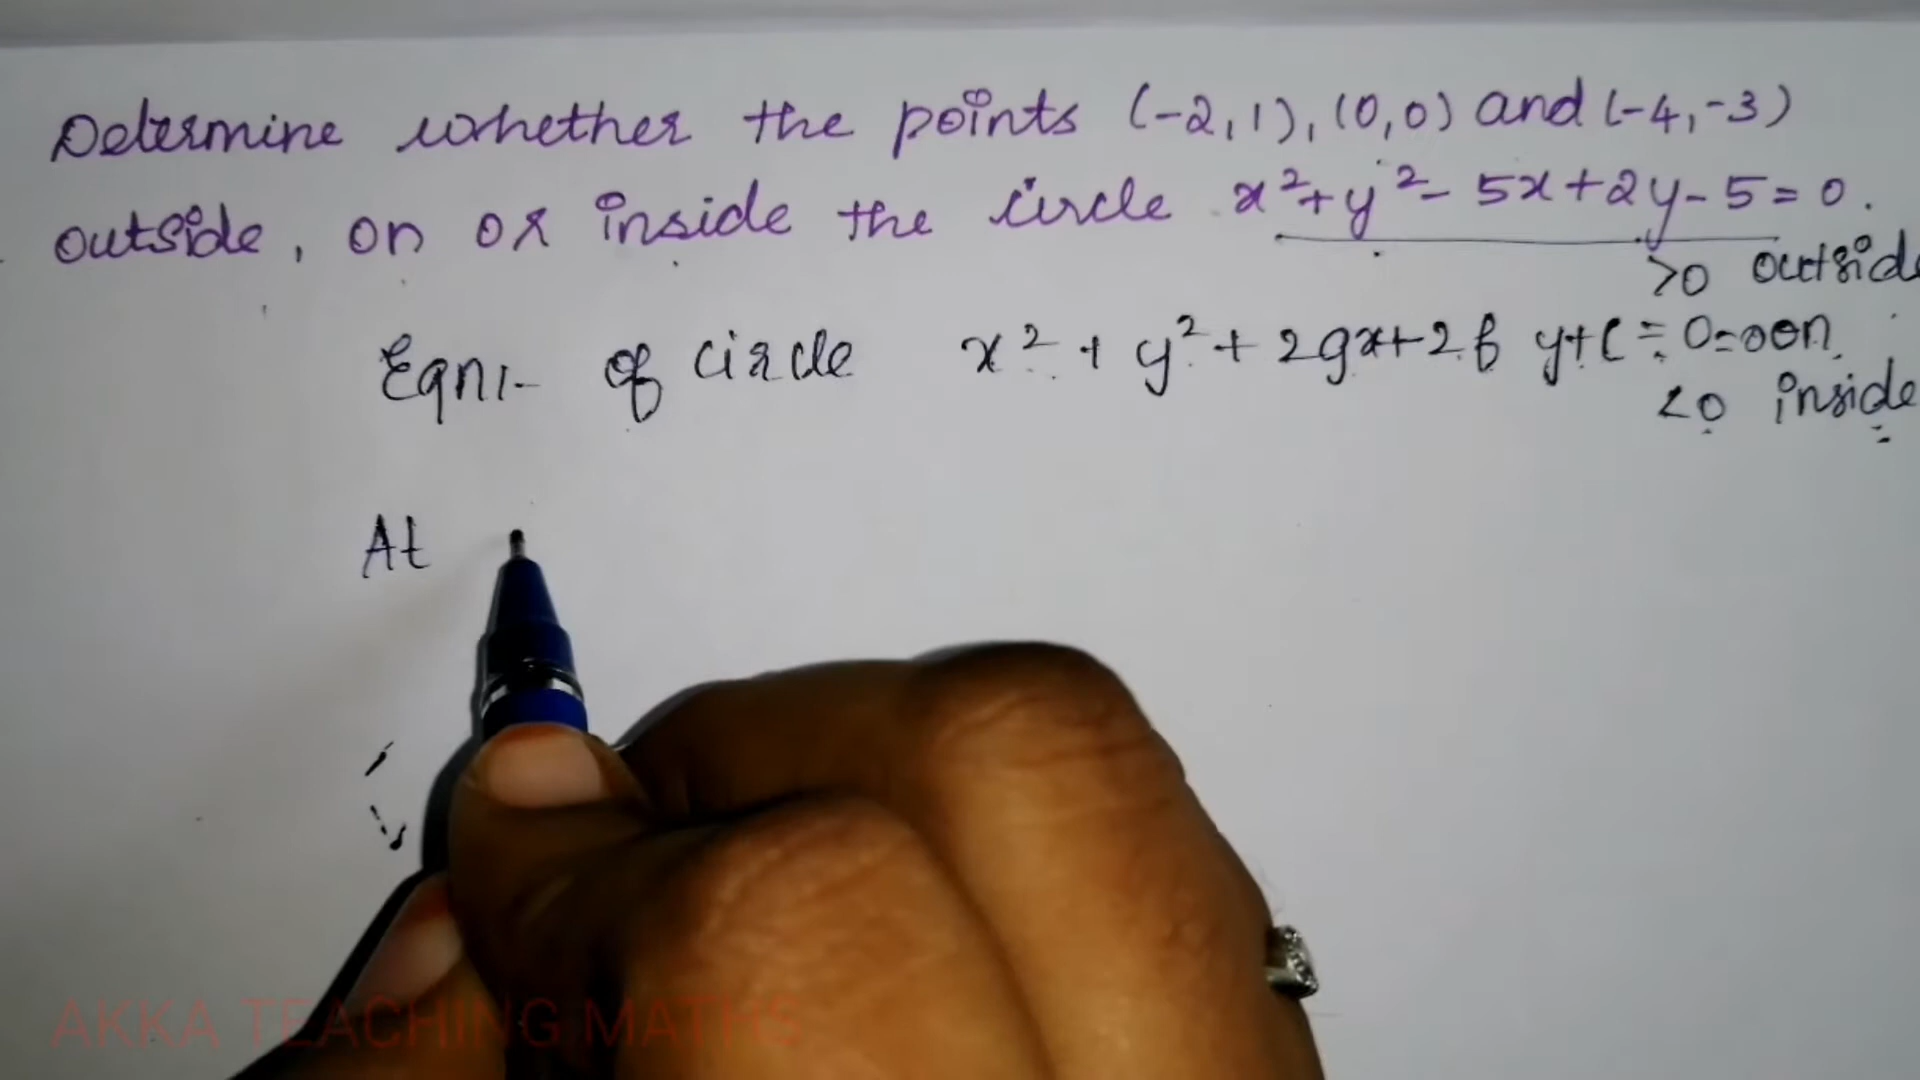 Determine whether the points (-2,1), (0,0) and (-4,-3)
outside, on or inside the circle x²+y²-5x+2y-5=0.
>0 outside
Eqn:- of circle x²+y²+2gx+2fy+c=0=0 on
<0 inside
At
AKKA TEACHING MATHS